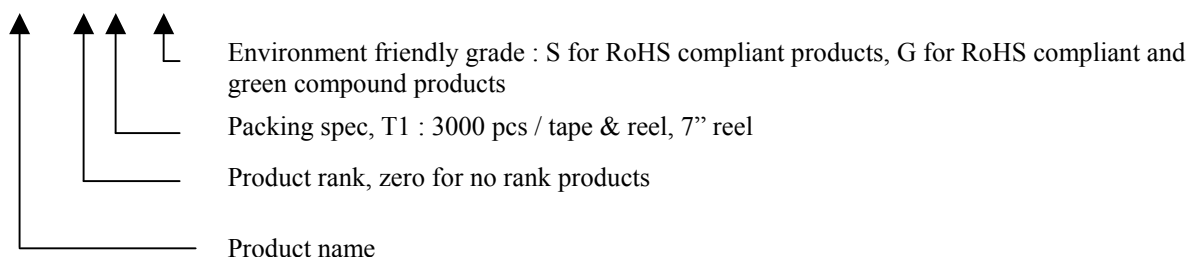 Environment friendly grade : S for RoHS compliant products, G for RoHS compliant and
green compound products
Packing spec, T1 : 3000 pcs / tape & reel, 7” reel
Product rank, zero for no rank products
Product name